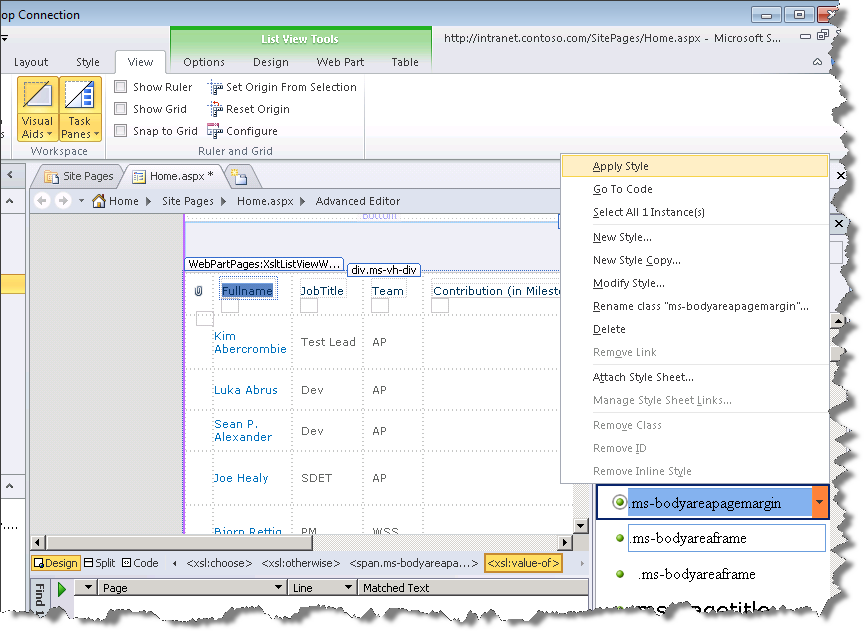 op Connection
List View Tools
http://intranet.contoso.com/SitePages/Home.aspx - Microsoft S...
Layout Style View Options Design Web Part Table
Visual Aids
Task Panes
Show Ruler
Show Grid
Snap to Grid
Set Origin From Selection
Reset Origin
Configure
Workspace
Ruler and Grid
Site Pages
Home.aspx *
Home Site Pages Home.aspx Advanced Editor
Bottom
WebPartPages:XsltListViewW...
div.ms-vh-div
Fullname JobTitle Team Contribution (in Milesto
Kim Abercrombie Test Lead AP
Luka Abrus Dev AP
Sean P. Alexander Dev AP
Joe Healy SDET AP
Bjorn Rettig PM WSS
Apply Style
Go To Code
Select All 1 Instance(s)
New Style...
New Style Copy...
Modify Style...
Rename class "ms-bodyareapagemargin"...
Delete
Remove Link
Attach Style Sheet...
Manage Style Sheet Links...
Remove Class
Remove ID
Remove Inline Style
.ms-bodyareapagemargin
.ms-bodyareaframe
.ms-bodyareaframe
.ms-pagetitle
Design Split Code <xsl:choose> <xsl:otherwise> <span.ms-bodyareapa...> <xsl:value-of>
Find
Page Line Matched Text